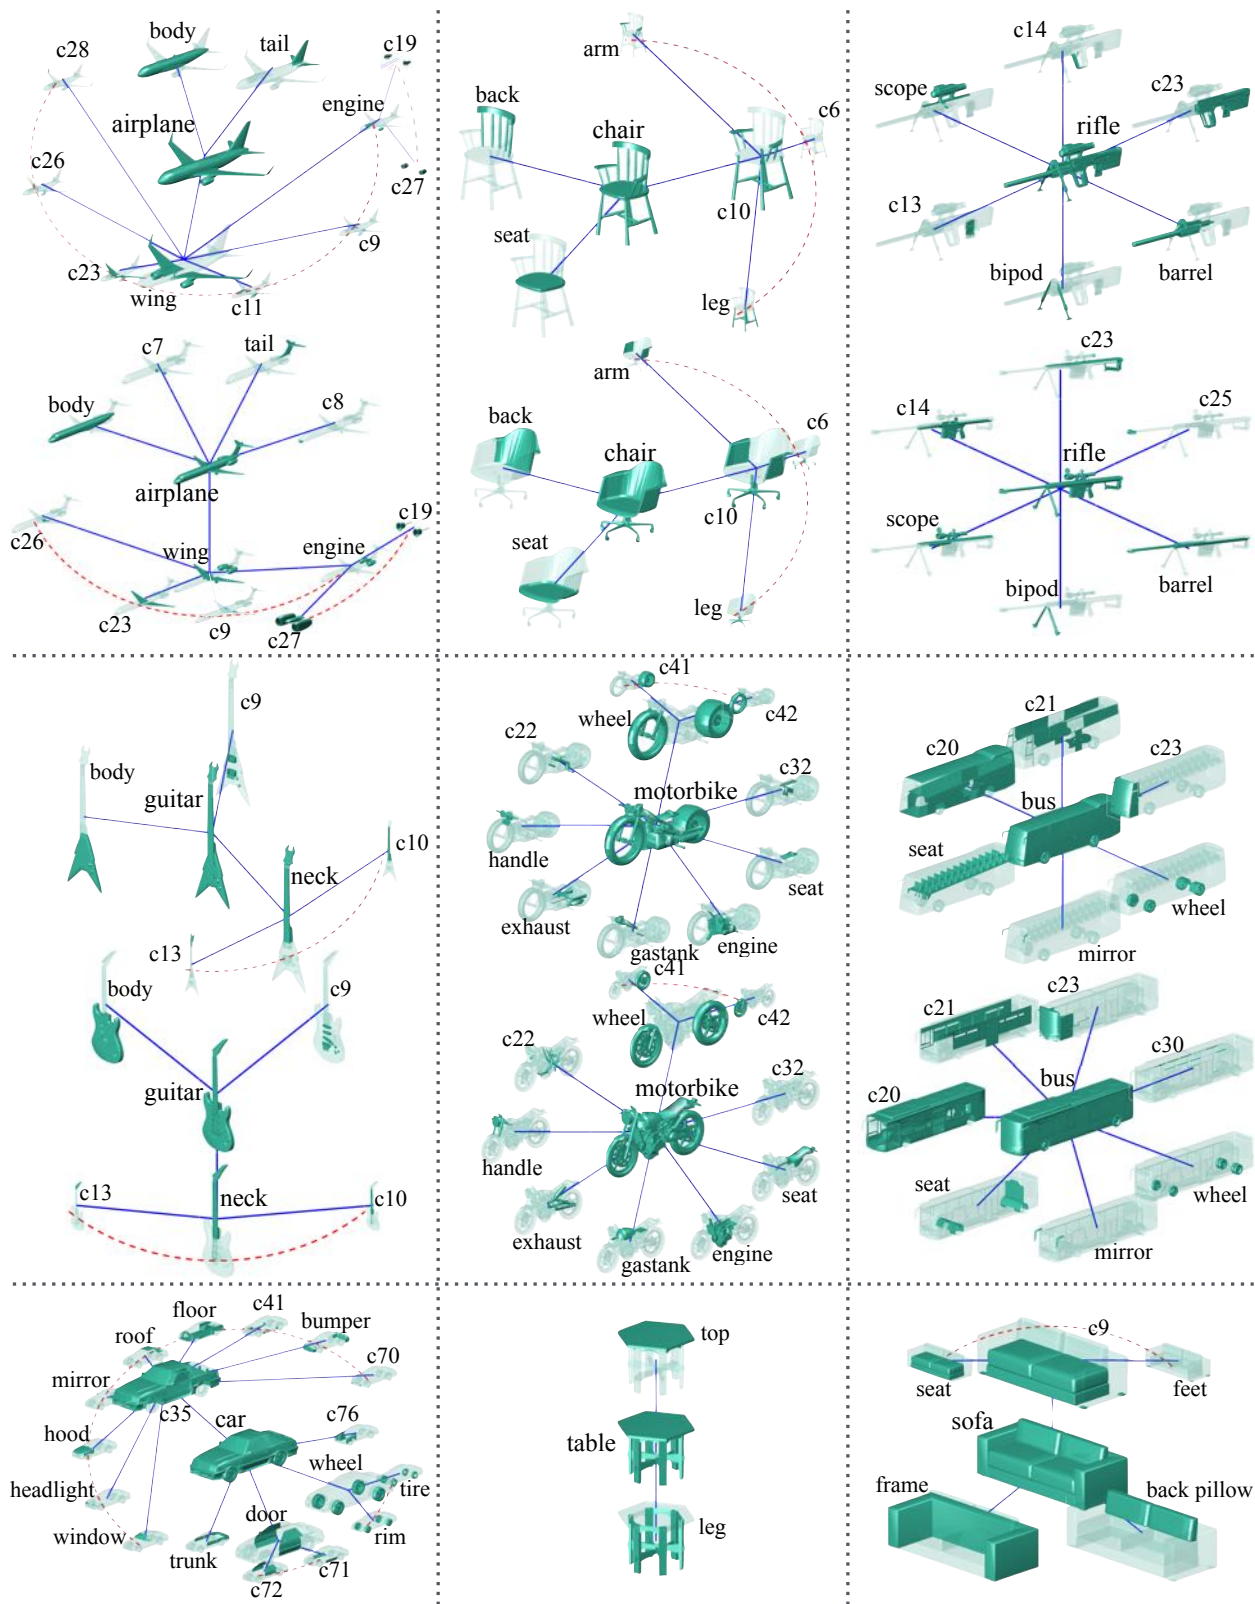 c28
body
tail
c19
engine
airplane
c26
c27
c9
c23
wing
c11
c7
tail
body
c8
airplane
c19
c26
wing
engine
c23
c9
c27
arm
back
chair
c6
c10
seat
leg
arm
back
chair
c6
c10
seat
leg
c14
scope
c23
rifle
c13
bipod
barrel
c23
c14
c25
rifle
scope
bipod
barrel
c9
body
guitar
c10
neck
c13
body
c9
guitar
c13
neck
c10
c41
wheel
c42
c22
c32
motorbike
handle
seat
exhaust
gastank
engine
c41
wheel
c42
c22
c32
motorbike
handle
seat
exhaust
gastank
engine
c21
c20
c23
bus
seat
wheel
mirror
c23
c21
c30
bus
c20
seat
wheel
mirror
floor
c41
bumper
roof
c70
mirror
c35
car
c76
hood
wheel
headlight
tire
door
window
rim
trunk
c71
c72
top
table
leg
c9
seat
feet
sofa
frame
back pillow